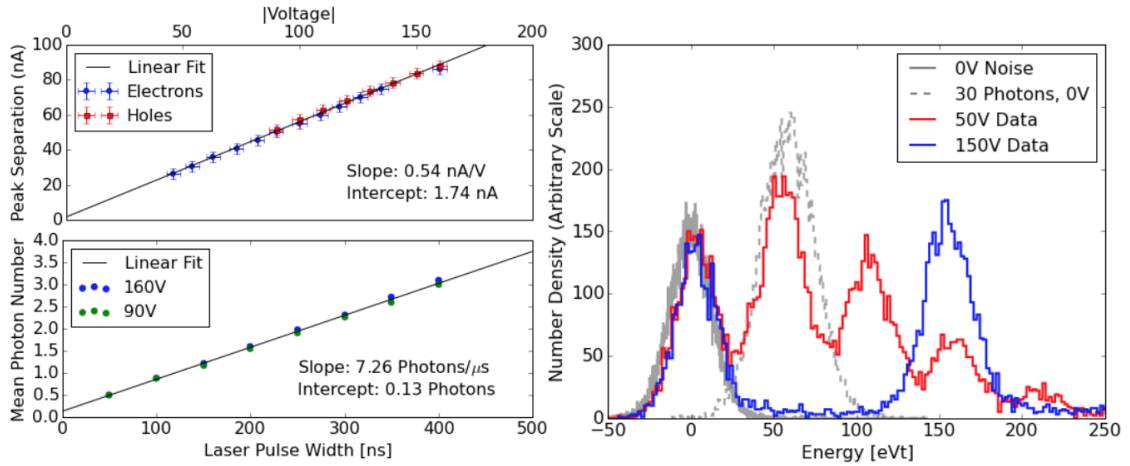 |Voltage|
0 50 100 150 200
Peak Separation (nA)
100
80
60
40
20
0
Linear Fit
Electrons
Holes
Slope: 0.54 nA/V
Intercept: 1.74 nA
Mean Photon Number
4.0
3.5
3.0
2.5
2.0
1.5
1.0
0.5
0.0
Linear Fit
160V
90V
Slope: 7.26 Photons/μs
Intercept: 0.13 Photons
0 100 200 300 400 500
Laser Pulse Width [ns]
Number Density (Arbitrary Scale)
300
250
200
150
100
50
0
0V Noise
30 Photons, 0V
50V Data
150V Data
−50 0 50 100 150 200 250
Energy [eVt]